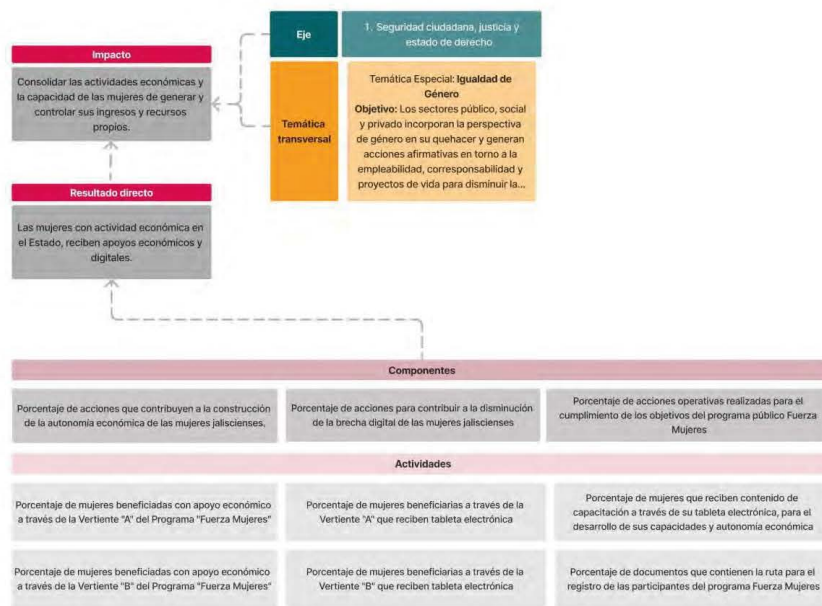 Impacto
Consolidar las actividades económicas y
la capacidad de las mujeres de generar y
controlar sus ingresos y recursos
propios.
Eje
1. Seguridad ciudadana, justicia y
estado de derecho
Temática
transversal
Temática Especial: Igualdad de
Género
Objetivo: Los sectores público, social
y privado incorporan la perspectiva
de género en su quehacer y generan
acciones afirmativas en torno a la
empleabilidad, corresponsabilidad y
proyectos de vida para disminuir la...
Resultado directo
Las mujeres con actividad económica en
el Estado, reciben apoyos económicos y
digitales.
Componentes
Porcentaje de acciones que contribuyen a la construcción
de la autonomía económica de las mujeres jaliscienses.
Porcentaje de acciones para contribuir a la disminución
de la brecha digital de las mujeres jaliscienses
Porcentaje de acciones operativas realizadas para el
cumplimiento de los objetivos del programa público Fuerza
Mujeres
Actividades
Porcentaje de mujeres beneficiadas con apoyo económico
a través de la Vertiente "A" del Programa "Fuerza Mujeres"
Porcentaje de mujeres beneficiarias a través de la
Vertiente "A" que reciben tableta electrónica
Porcentaje de mujeres que reciben contenido de
capacitación a través de su tableta electrónica, para el
desarrollo de sus capacidades y autonomía económica
Porcentaje de mujeres beneficiadas con apoyo económico
a través de la Vertiente "B" del Programa "Fuerza Mujeres"
Porcentaje de mujeres beneficiarias a través de la
Vertiente "B" que reciben tableta electrónica
Porcentaje de documentos que contienen la ruta para el
registro de las participantes del programa Fuerza Mujeres